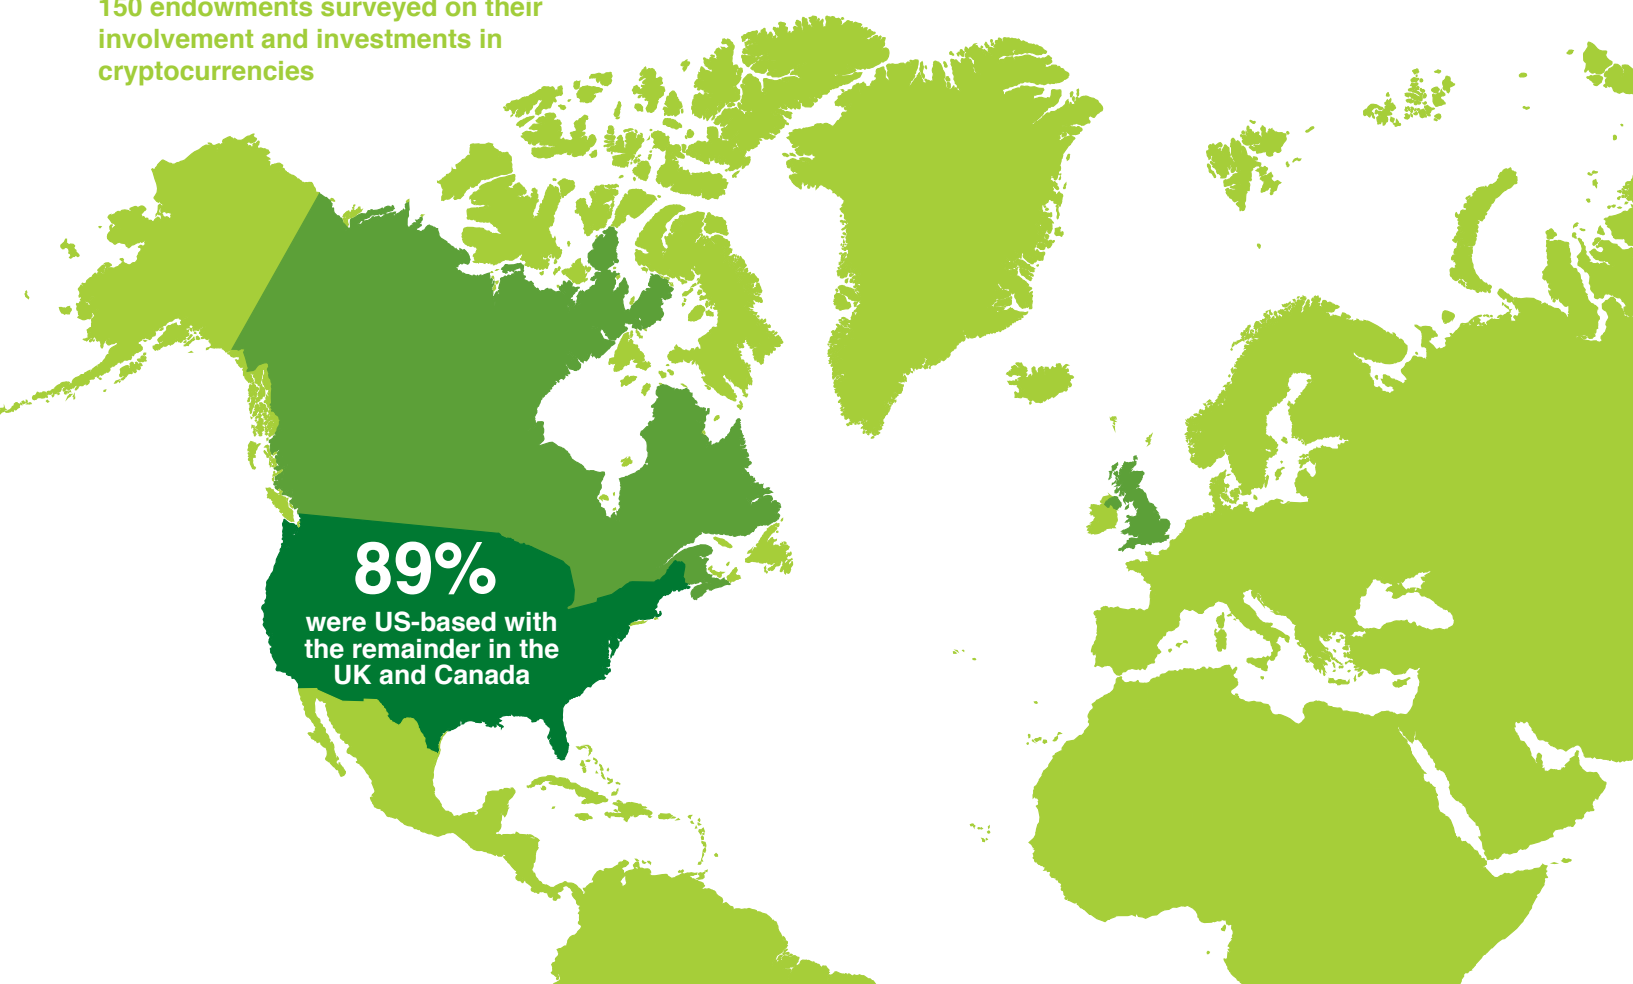 150 endowments surveyed on their
involvement and investments in
cryptocurrencies
89%
were US-based with
the remainder in the
UK and Canada